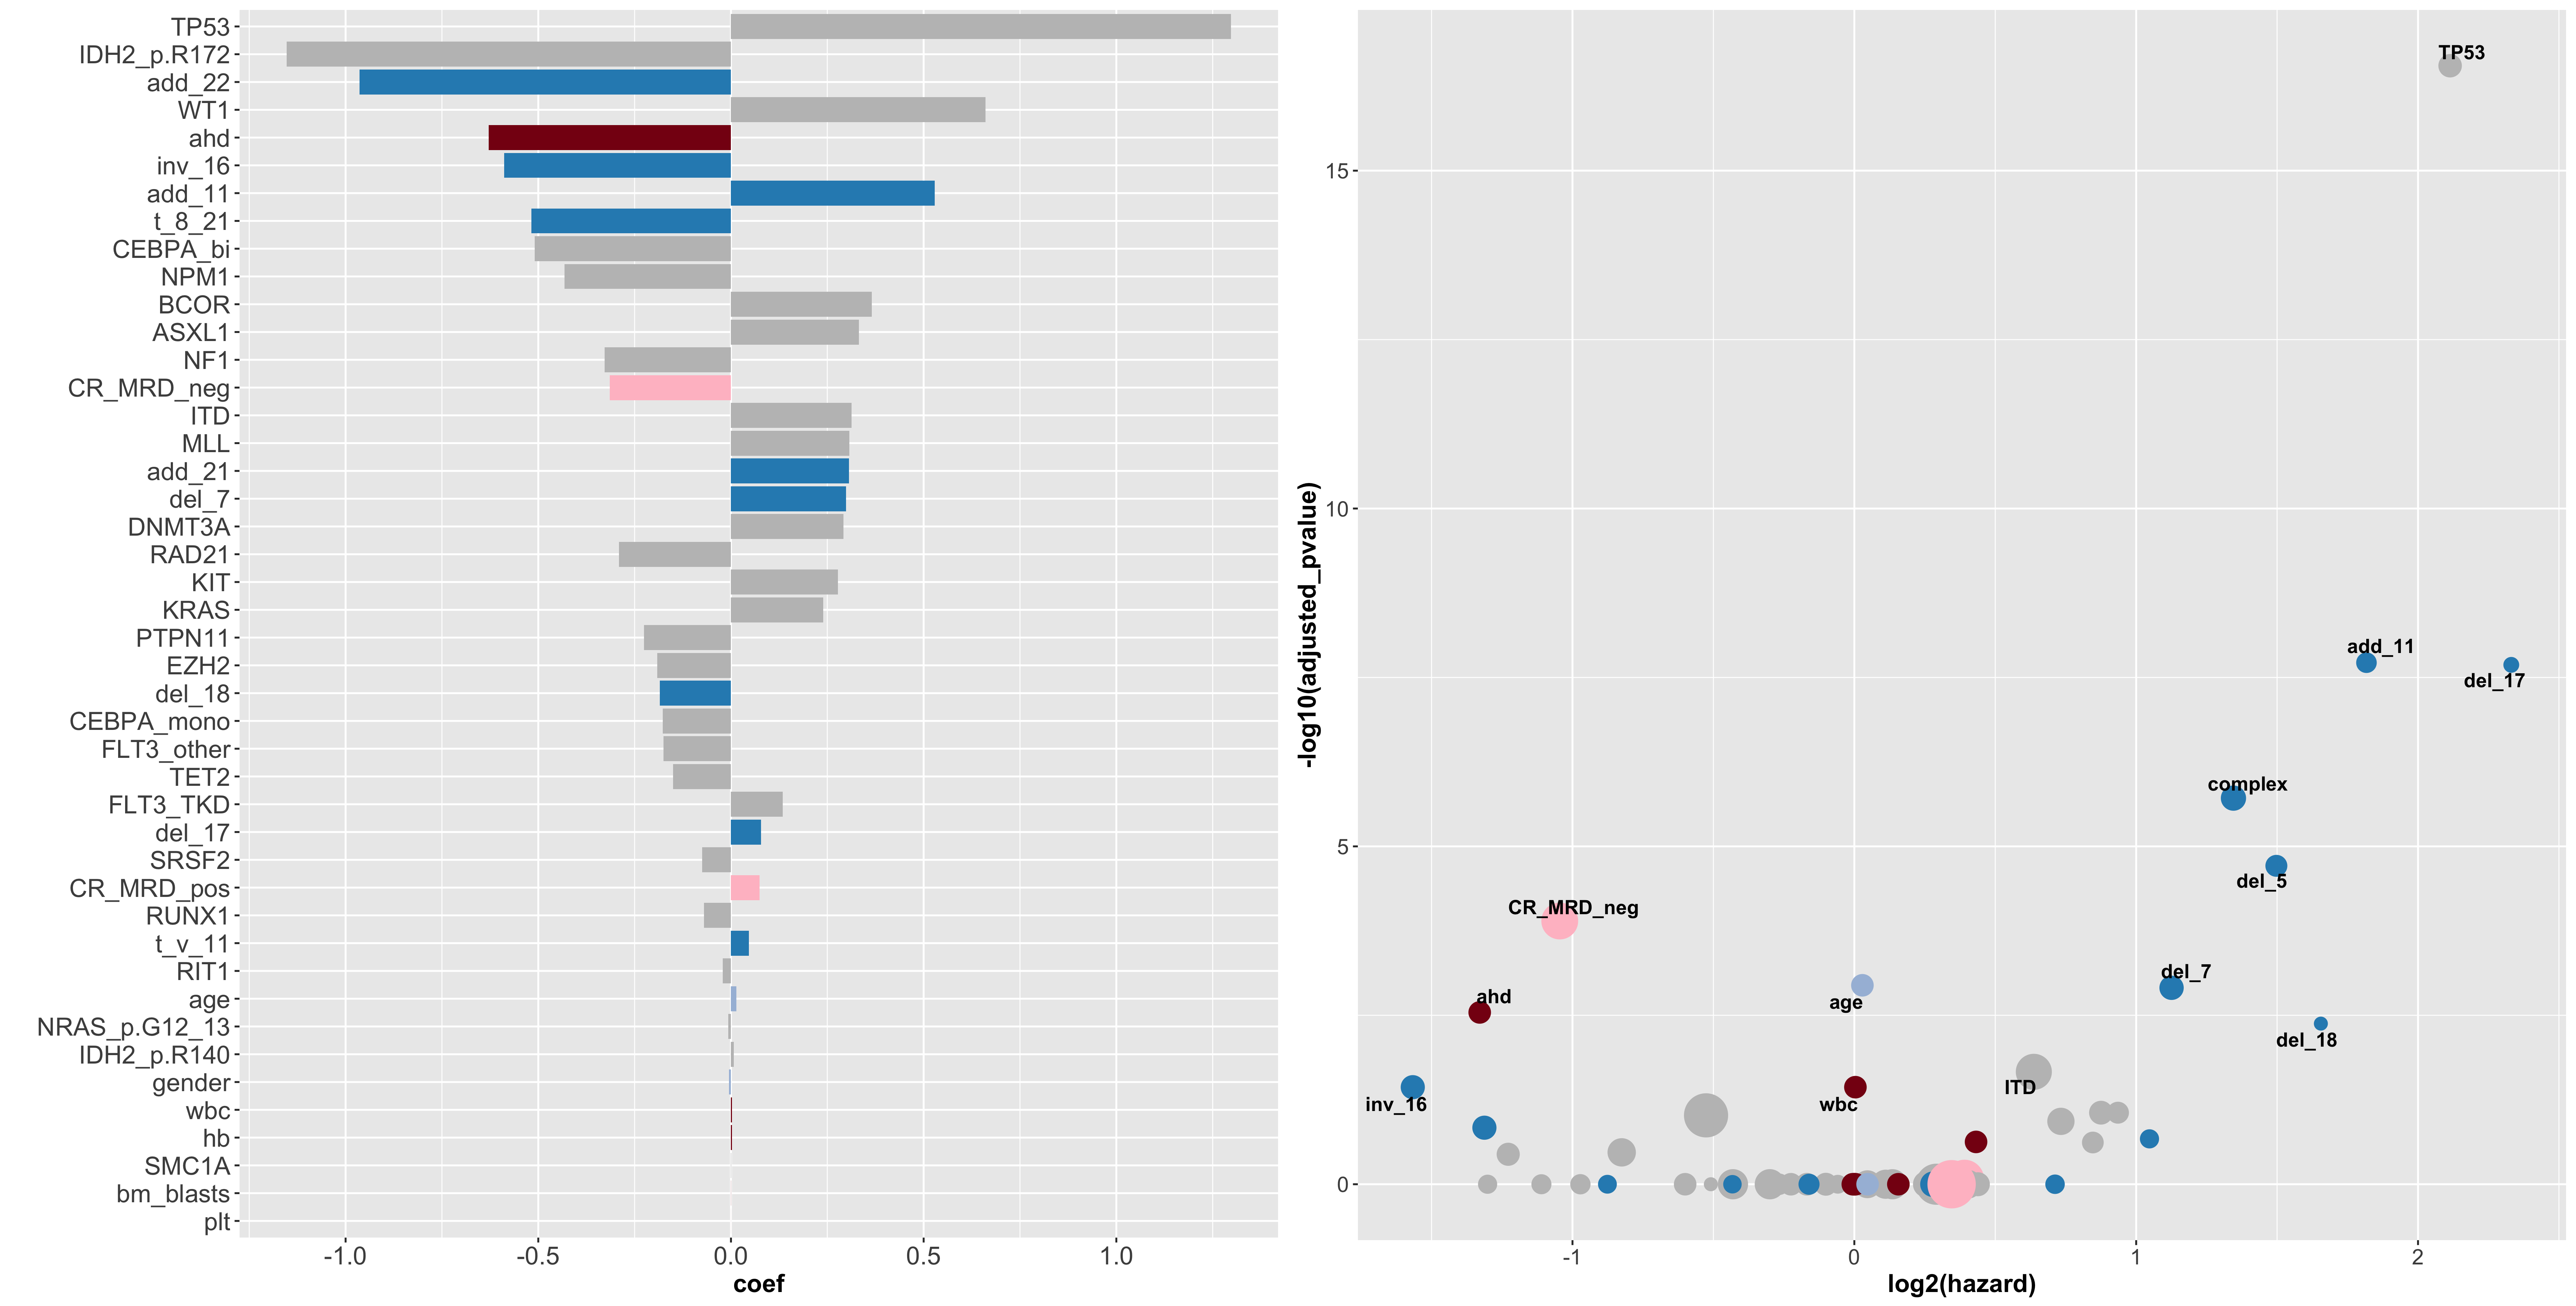 TP53
IDH2_p.R172
add_22
WT1
ahd
inv_16
add_11
t_8_21
CEBPA_bi
NPM1
BCOR
ASXL1
NF1
CR_MRD_neg
ITD
MLL
add_21
del_7
DNMT3A
RAD21
KIT
KRAS
PTPN11
EZH2
del_18
CEBPA_mono
FLT3_other
TET2
FLT3_TKD
del_17
SRSF2
CR_MRD_pos
RUNX1
t_v_11
RIT1
age
NRAS_p.G12_13
IDH2_p.R140
gender
wbc
hb
SMC1A
bm_blasts
plt
-1.0 -0.5 0.0 0.5 1.0
coef
-log10(adjusted_pvalue)
15
10
5
0
TP53
add_11
del_17
complex
del_5
CR_MRD_neg
del_7
ahd
age
del_18
ITD
inv_16
wbc
-1 0 1 2
log2(hazard)